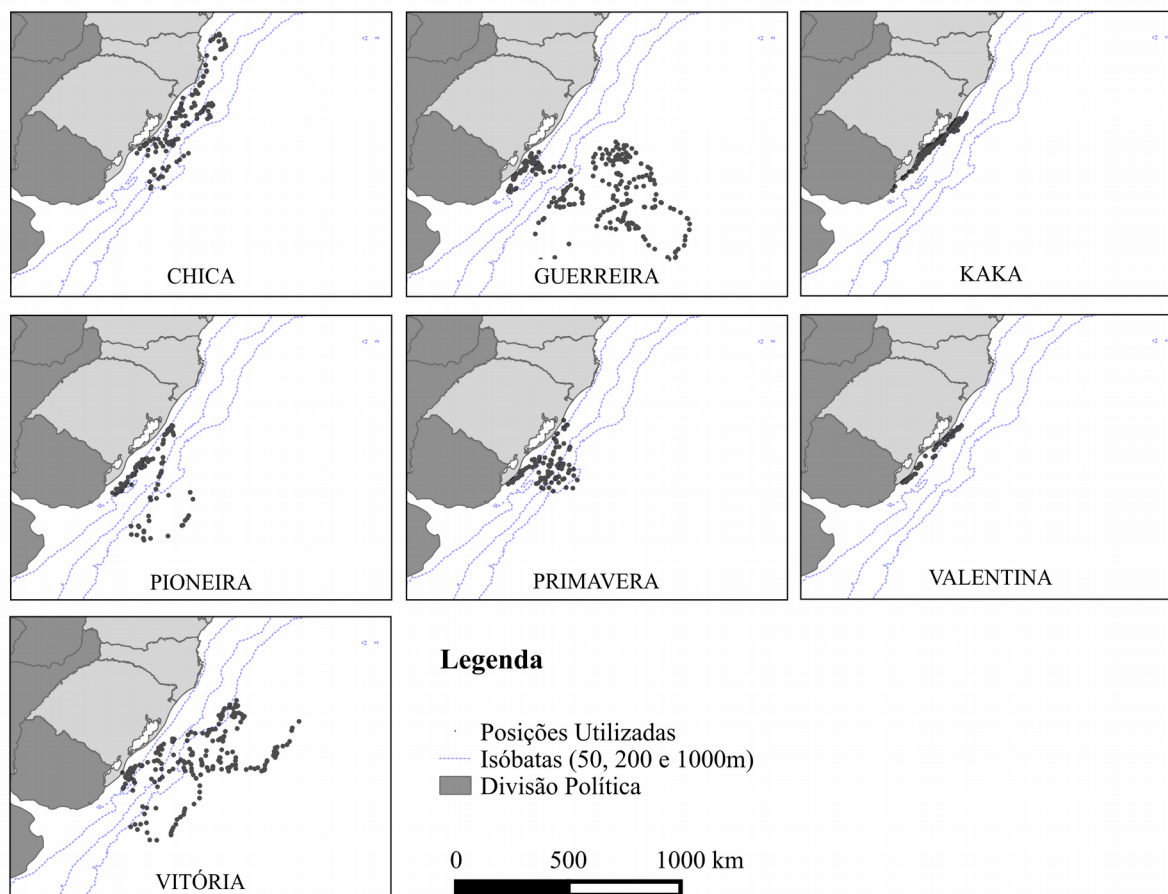 CHICA
GUERREIRA
KAKA
PIONEIRA
PRIMAVERA
VALENTINA
VITÓRIA
Legenda
Posições Utilizadas
Isóbatas (50, 200 e 1000m)
Divisão Política
0 500 1000 km